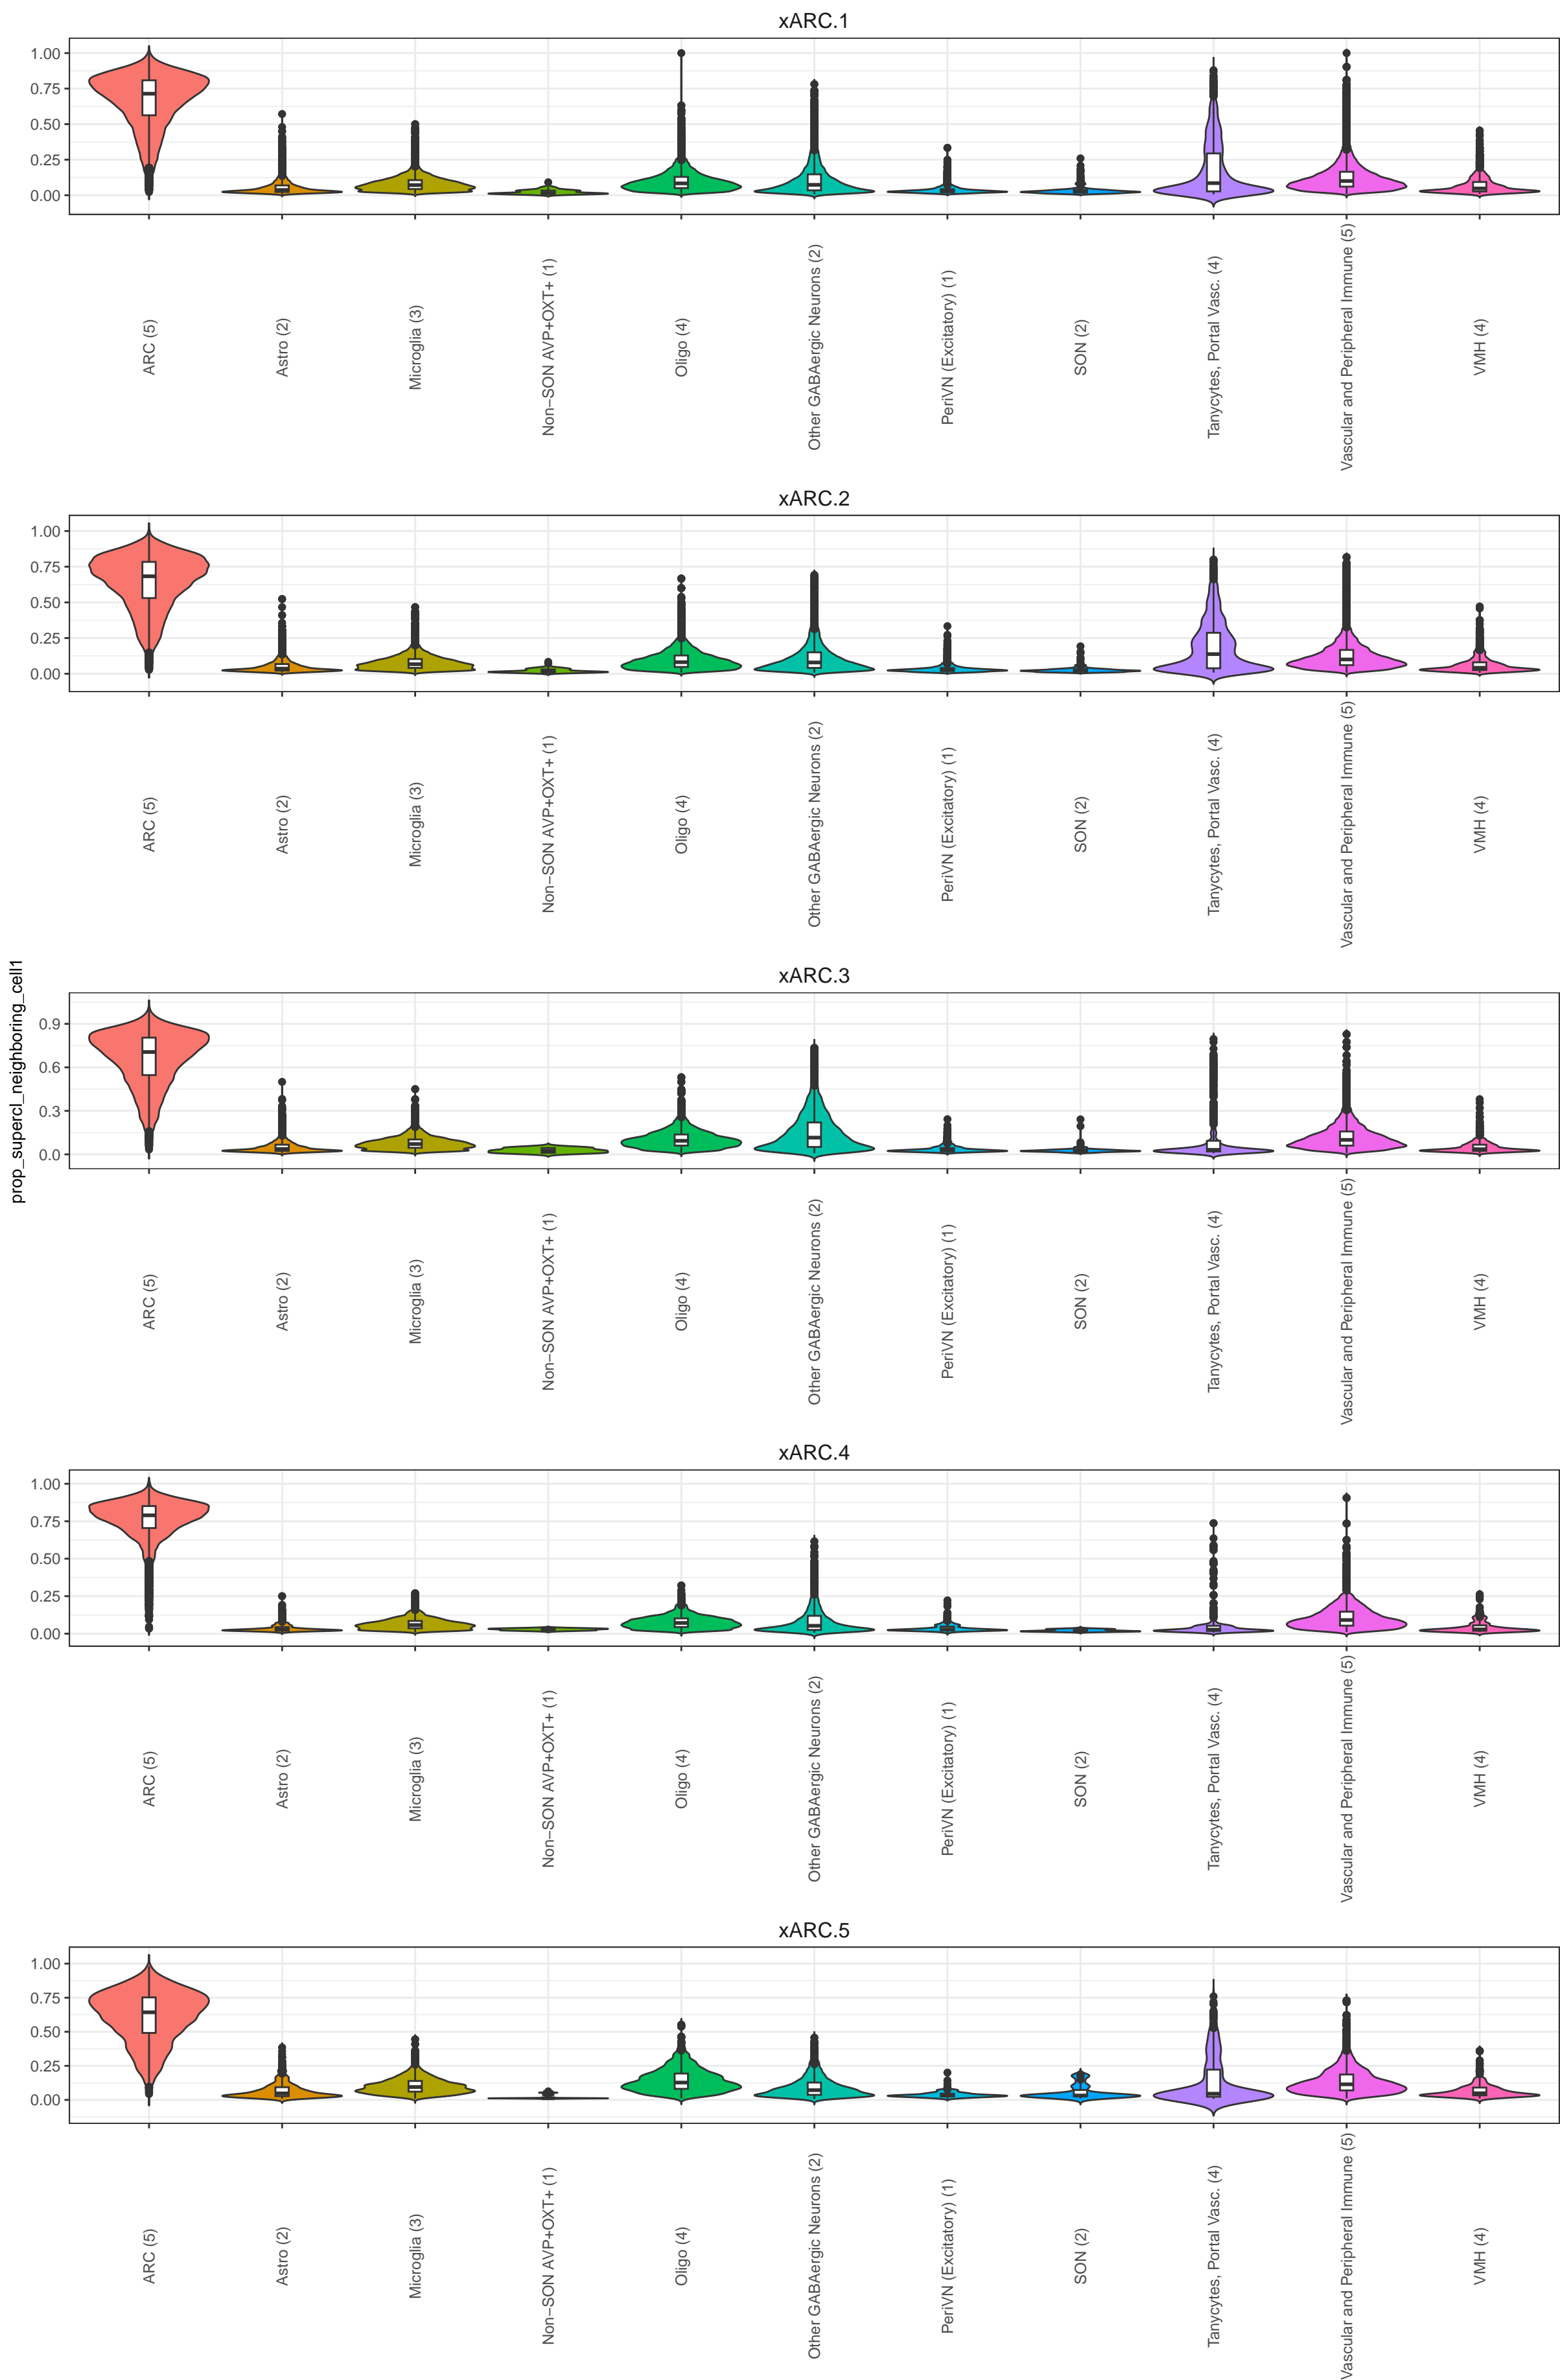 xARC.1
1.00
0.75
0.50
0.25
0.00
ARC (5)
Astro (2)
Microglia (3)
Non−SON AVP+OXT+ (1)
Oligo (4)
Other GABAergic Neurons (2)
PeriVN (Excitatory) (1)
SON (2)
Tanycytes, Portal Vasc. (4)
Vascular and Peripheral Immune (5)
VMH (4)
xARC.2
1.00
0.75
0.50
0.25
0.00
ARC (5)
Astro (2)
Microglia (3)
Non−SON AVP+OXT+ (1)
Oligo (4)
Other GABAergic Neurons (2)
PeriVN (Excitatory) (1)
SON (2)
Tanycytes, Portal Vasc. (4)
Vascular and Peripheral Immune (5)
VMH (4)
prop_supercl_neighboring_cell1
xARC.3
0.9
0.6
0.3
0.0
ARC (5)
Astro (2)
Microglia (3)
Non−SON AVP+OXT+ (1)
Oligo (4)
Other GABAergic Neurons (2)
PeriVN (Excitatory) (1)
SON (2)
Tanycytes, Portal Vasc. (4)
Vascular and Peripheral Immune (5)
VMH (4)
xARC.4
1.00
0.75
0.50
0.25
0.00
ARC (5)
Astro (2)
Microglia (3)
Non−SON AVP+OXT+ (1)
Oligo (4)
Other GABAergic Neurons (2)
PeriVN (Excitatory) (1)
SON (2)
Tanycytes, Portal Vasc. (4)
Vascular and Peripheral Immune (5)
VMH (4)
xARC.5
1.00
0.75
0.50
0.25
0.00
ARC (5)
Astro (2)
Microglia (3)
Non−SON AVP+OXT+ (1)
Oligo (4)
Other GABAergic Neurons (2)
PeriVN (Excitatory) (1)
SON (2)
Tanycytes, Portal Vasc. (4)
Vascular and Peripheral Immune (5)
VMH (4)